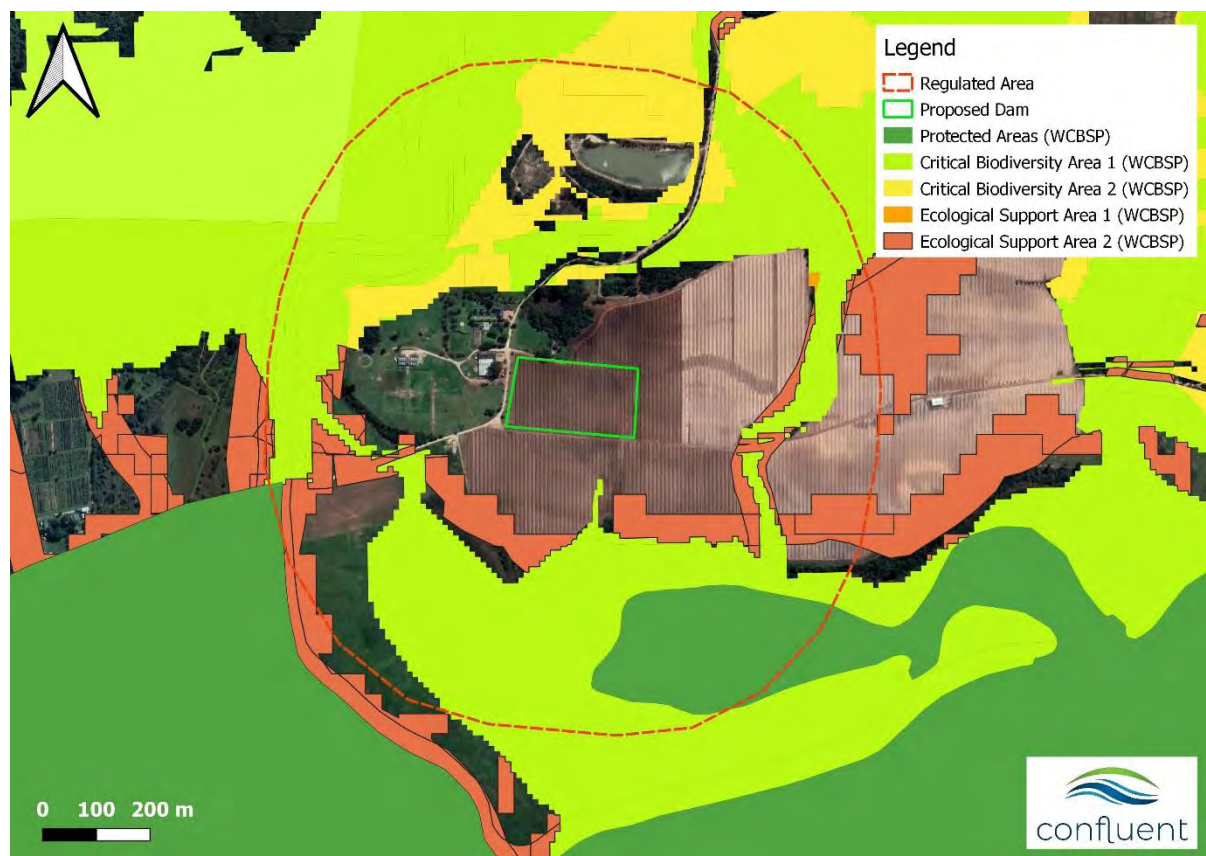 Legend
Regulated Area
Proposed Dam
Protected Areas (WCBSP)
Critical Biodiversity Area 1 (WCBSP)
Critical Biodiversity Area 2 (WCBSP)
Ecological Support Area 1 (WCBSP)
Ecological Support Area 2 (WCBSP)
0 100 200 m
confluent